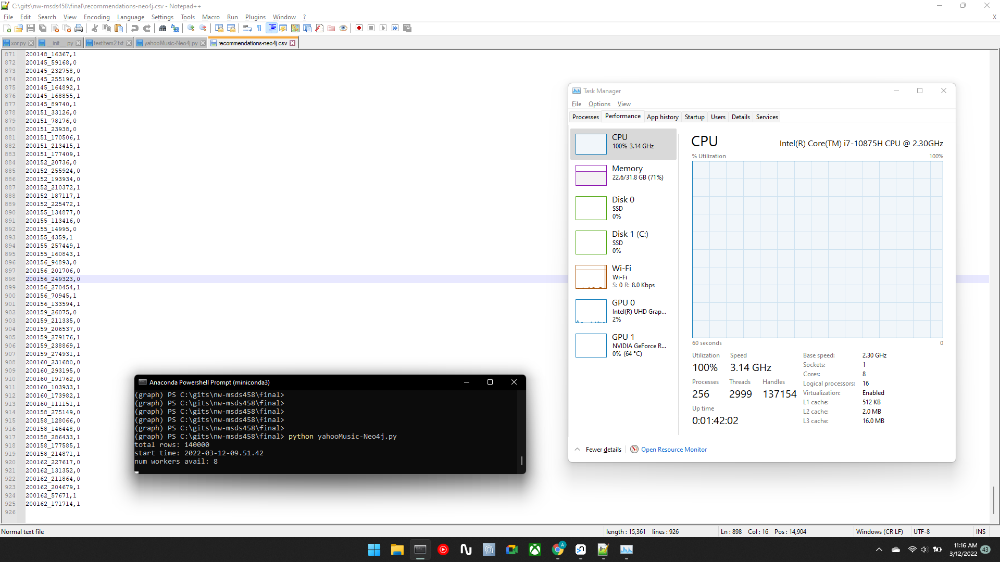 C:\gits\nw-msds458\final\recommendations-neo4j.csv - Notepad++
File Edit Search View Encoding Language Settings Tools Macro Run Plugins Window ? X
xor.py __init__.py testItem2.txt yahooMusic-Neo4j.py recommendations-neo4j.csv
871 200148_16367,1
872 200145_59168,0
873 200145_232758,0
874 200145_255196,0
875 200145_164892,1
876 200145_168855,1
877 200145_89740,1
878 200151_33126,0
879 200151_78176,0
880 200151_23938,0
881 200151_170506,1
882 200151_213415,1
883 200151_177409,1
884 200152_20736,0
885 200152_255924,0
886 200152_193934,0
887 200152_210372,1
888 200152_187117,1
889 200152_225472,1
890 200155_134877,0
891 200155_113416,0
892 200155_14995,0
893 200155_4359,1
894 200155_257449,1
895 200155_160843,1
896 200156_94893,0
897 200156_201706,0
898 200156_249323,0
899 200156_270454,1
900 200156_70945,1
901 200156_133594,1
902 200159_26075,0
903 200159_211335,0
904 200159_206537,0
905 200159_279176,1
906 200159_238869,1
907 200159_274931,1
908 200160_231680,0
909 200160_293195,0
910 200160_191762,0
911 200160_103933,1
912 200160_173982,1
913 200160_111151,1
914 200158_275149,0
915 200158_128066,0
916 200158_146448,0
917 200158_286433,1
918 200158_177585,1
919 200158_214871,1
920 200162_227617,0
921 200162_131352,0
922 200162_211864,0
923 200162_204679,1
924 200162_57671,1
925 200162_171714,1
926
Task Manager
File Options View
Processes Performance App history Startup Users Details Services
CPU
100% 3.14 GHz
Memory
22.6/31.8 GB (71%)
Disk 0
SSD
0%
Disk 1 (C:)
SSD
0%
Wi-Fi
Wi-Fi
S: 0 R: 8.0 Kbps
GPU 0
Intel(R) UHD Grap...
2%
GPU 1
NVIDIA GeForce R...
0% (64 °C)
CPU Intel(R) Core(TM) i7-10875H CPU @ 2.30GHz
% Utilization 100%
60 seconds 0
Utilization Speed
100% 3.14 GHz
Processes Threads Handles
256 2999 137154
Up time
0:01:42:02
Base speed: 2.30 GHz
Sockets: 1
Cores: 8
Logical processors: 16
Virtualization: Enabled
L1 cache: 512 KB
L2 cache: 2.0 MB
L3 cache: 16.0 MB
Fewer details Open Resource Monitor
Anaconda Powershell Prompt (miniconda3)
(graph) PS C:\gits\nw-msds458\final>
(graph) PS C:\gits\nw-msds458\final>
(graph) PS C:\gits\nw-msds458\final>
(graph) PS C:\gits\nw-msds458\final>
(graph) PS C:\gits\nw-msds458\final>
(graph) PS C:\gits\nw-msds458\final> python yahooMusic-Neo4j.py
total rows: 140000
start time: 2022-03-12-09.51.42
num workers avail: 8
Normal text file length : 15,361 lines : 926 Ln : 898 Col : 16 Pos : 14,904 Windows (CR LF) UTF-8 INS
A
11:16 AM
3/12/2022
43